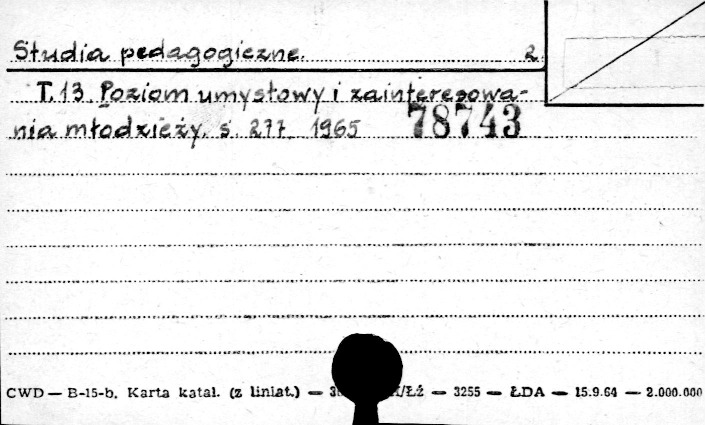 Studia pedagogiczne. 2
T. 13. Poziom umysłowy i zainteresowa-
nia młodzieży. s. 277 1965 78743
CWD — B-15-b. Karta katal. (z liniat.) — /ŁŹ — 3255 — ŁDA — 15.9.64 — 2.000.000